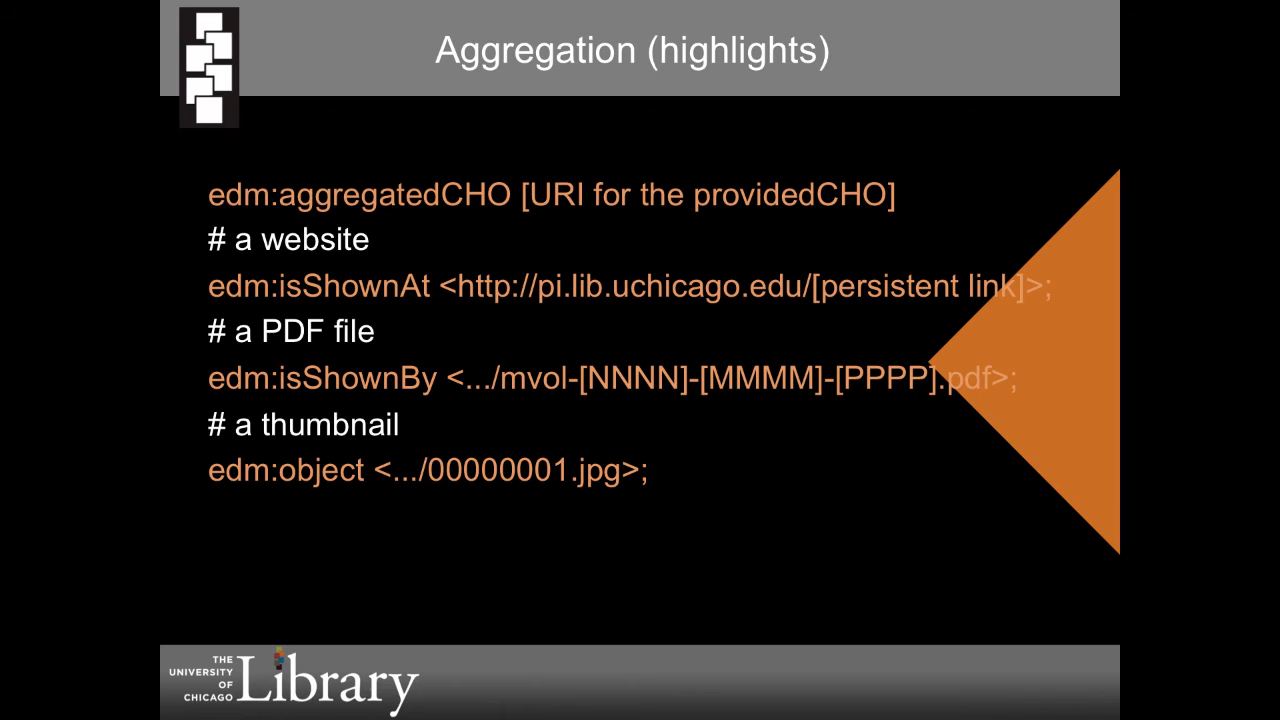 Aggregation (highlights)
edm:aggregatedCHO [URI for the providedCHO]
# a website
edm:isShownAt <http://pi.lib.uchicago.edu/[persistent link]>;
# a PDF file
edm:isShownBy <.../mvol-[NNNN]-[MMMM]-[PPPP].pdf>;
# a thumbnail
edm:object <.../00000001.jpg>;
THE
UNIVERSITY
OF
CHICAGO
Library